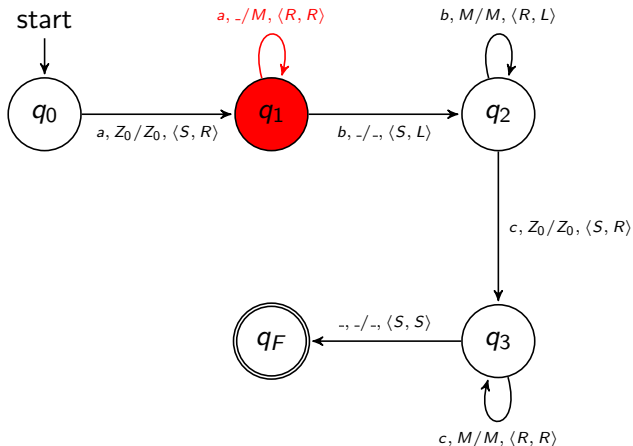 start
a, _/M, ⟨R, R⟩
b, M/M, ⟨R, L⟩
q0
q1
q2
a, Z0/Z0, ⟨S, R⟩
b, _/_, ⟨S, L⟩
c, Z0/Z0, ⟨S, R⟩
qF
_, _/_, ⟨S, S⟩
q3
c, M/M, ⟨R, R⟩